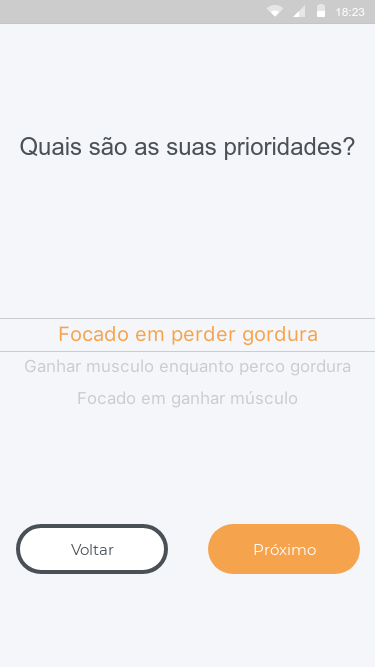 18:23
Quais são as suas prioridades?
Focado em perder gordura
Ganhar musculo enquanto perco gordura
Focado em ganhar músculo
Voltar
Próximo